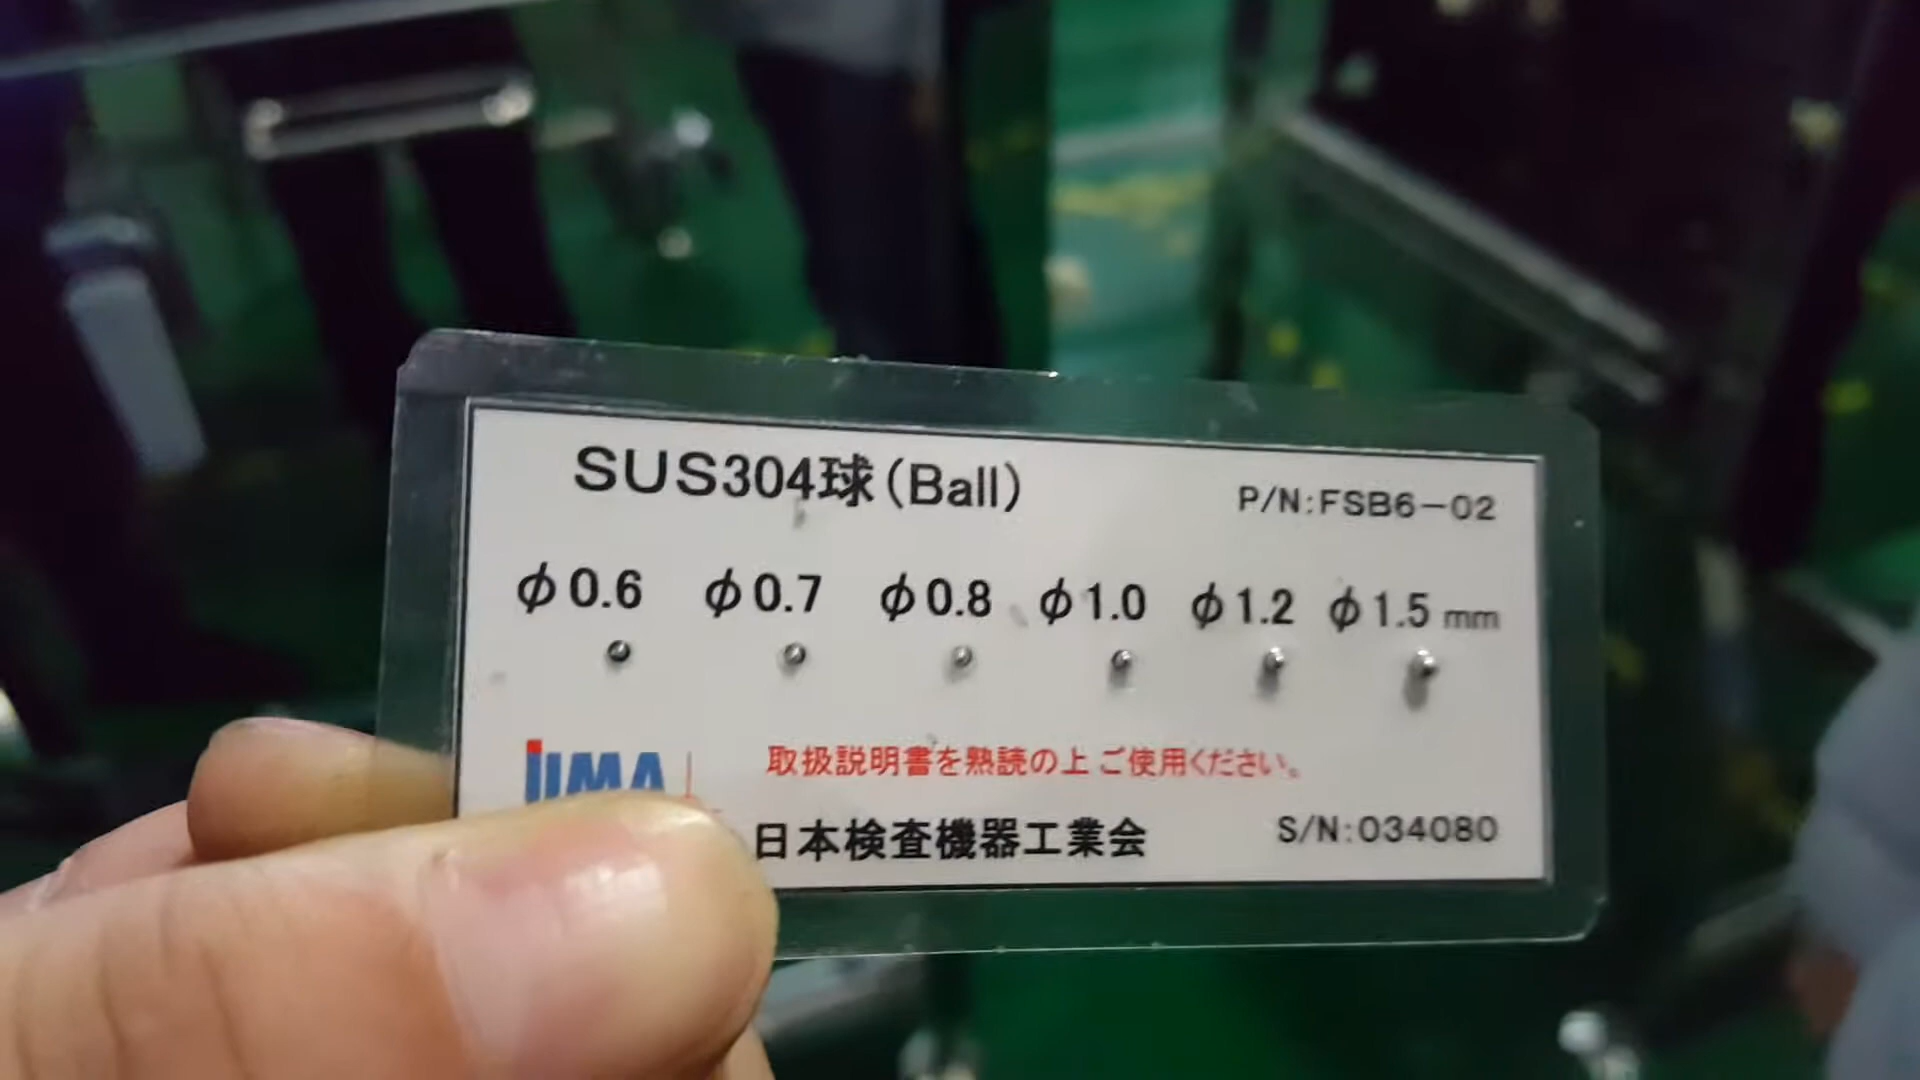 SUS304球(Ball)
P/N:FSB6-02
φ0.6 φ0.7 φ0.8 φ1.0 φ1.2 φ1.5 mm
JIMA
取扱説明書を熟読の上ご使用ください。
日本検査機器工業会
S/N:034080